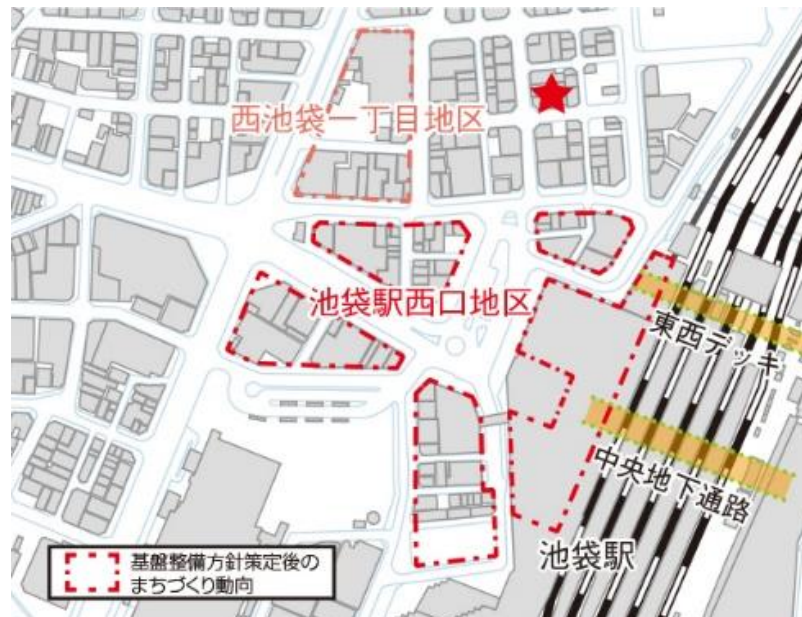 西池袋一丁目地区
池袋駅西口地区
東西デッキ
中央地下通路
池袋駅
基盤整備方針策定後の
まちづくり動向